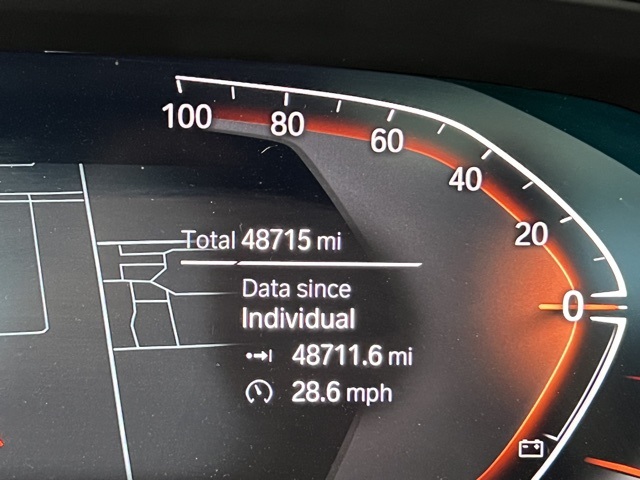 100
80
60
40
20
0
Total 48715 mi
Data since
Individual
48711.6 mi
28.6 mph